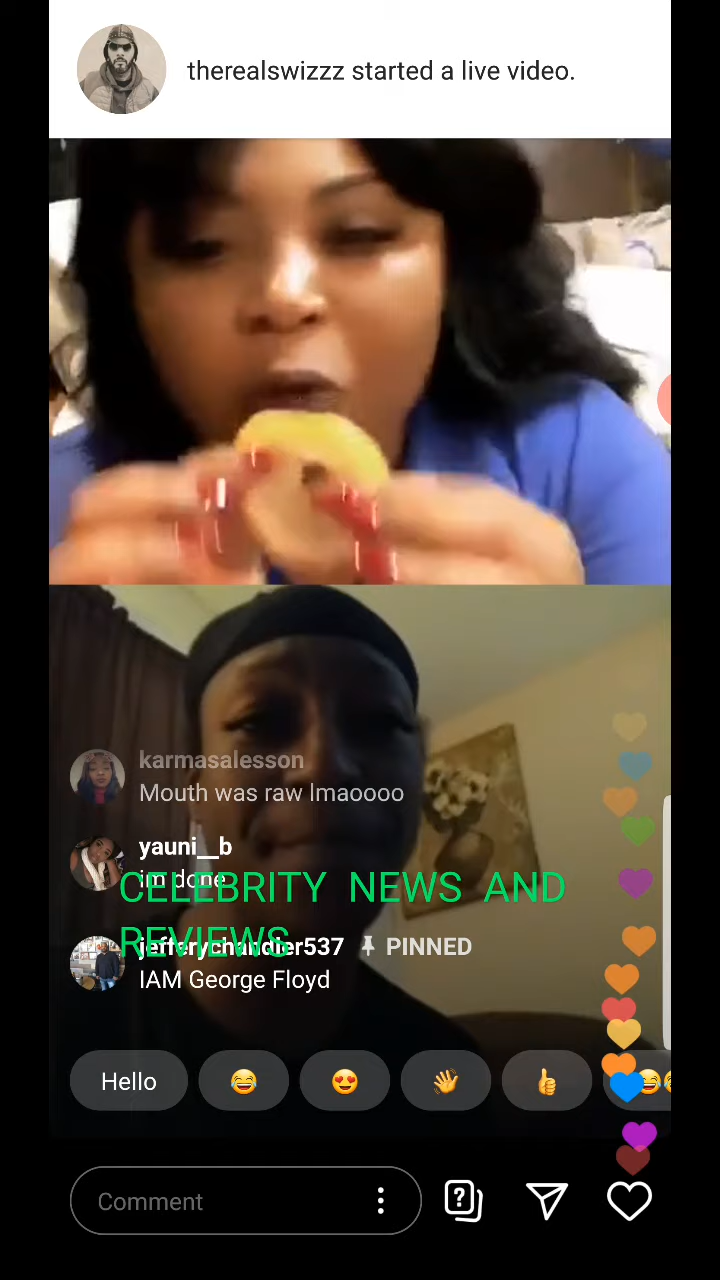 therealswizzz started a live video.
karmasalesson
Mouth was raw lmaoooo
yauni__b
im done
CELEBRITY NEWS AND
REVIEWS
jefferychandler537 PINNED
IAM George Floyd
Hello
Comment